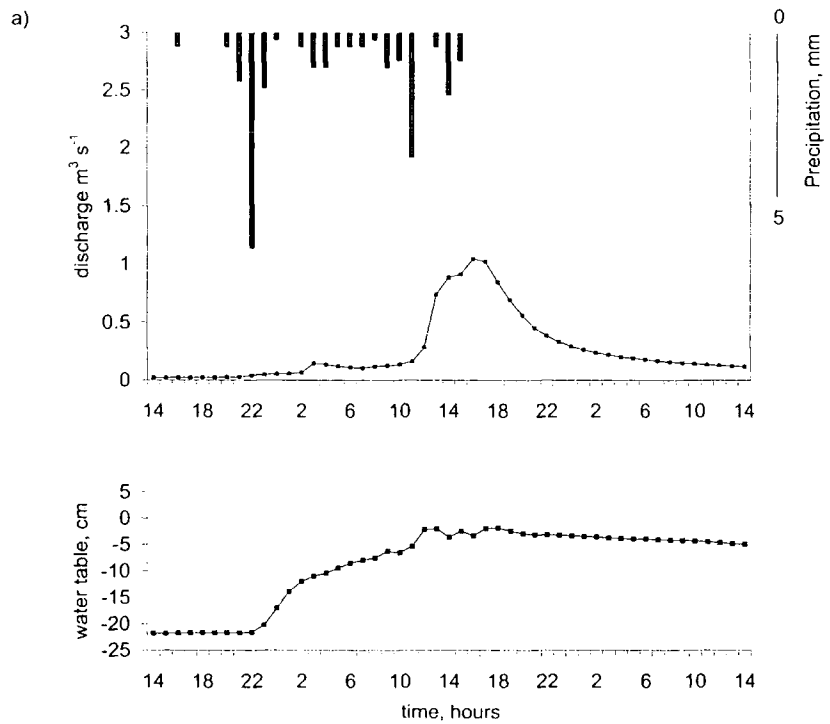 a)
3
2.5
2
1.5
1
0.5
0
discharge m³ s⁻¹
0
5
Precipitation, mm
14 18 22 2 6 10 14 18 22 2 6 10 14
5
0
-5
-10
-15
-20
-25
water table, cm
14 18 22 2 6 10 14 18 22 2 6 10 14
time, hours